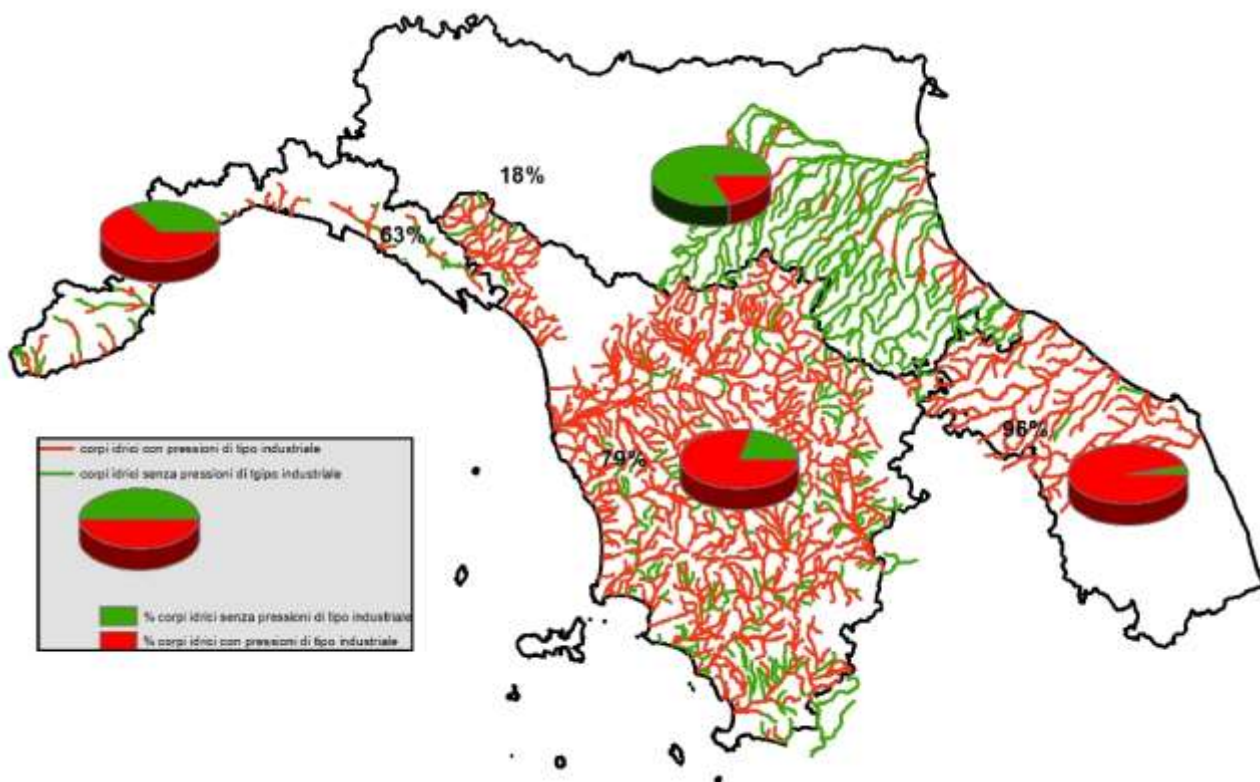 18%
63%
96%
79%
corpi idrici con pressioni di tipo industriale
corpi idrici senza pressioni di tgipo industriale
% corpi idrici senza pressioni di tipo industriale
% corpi idrici con pressioni di tipo industriale